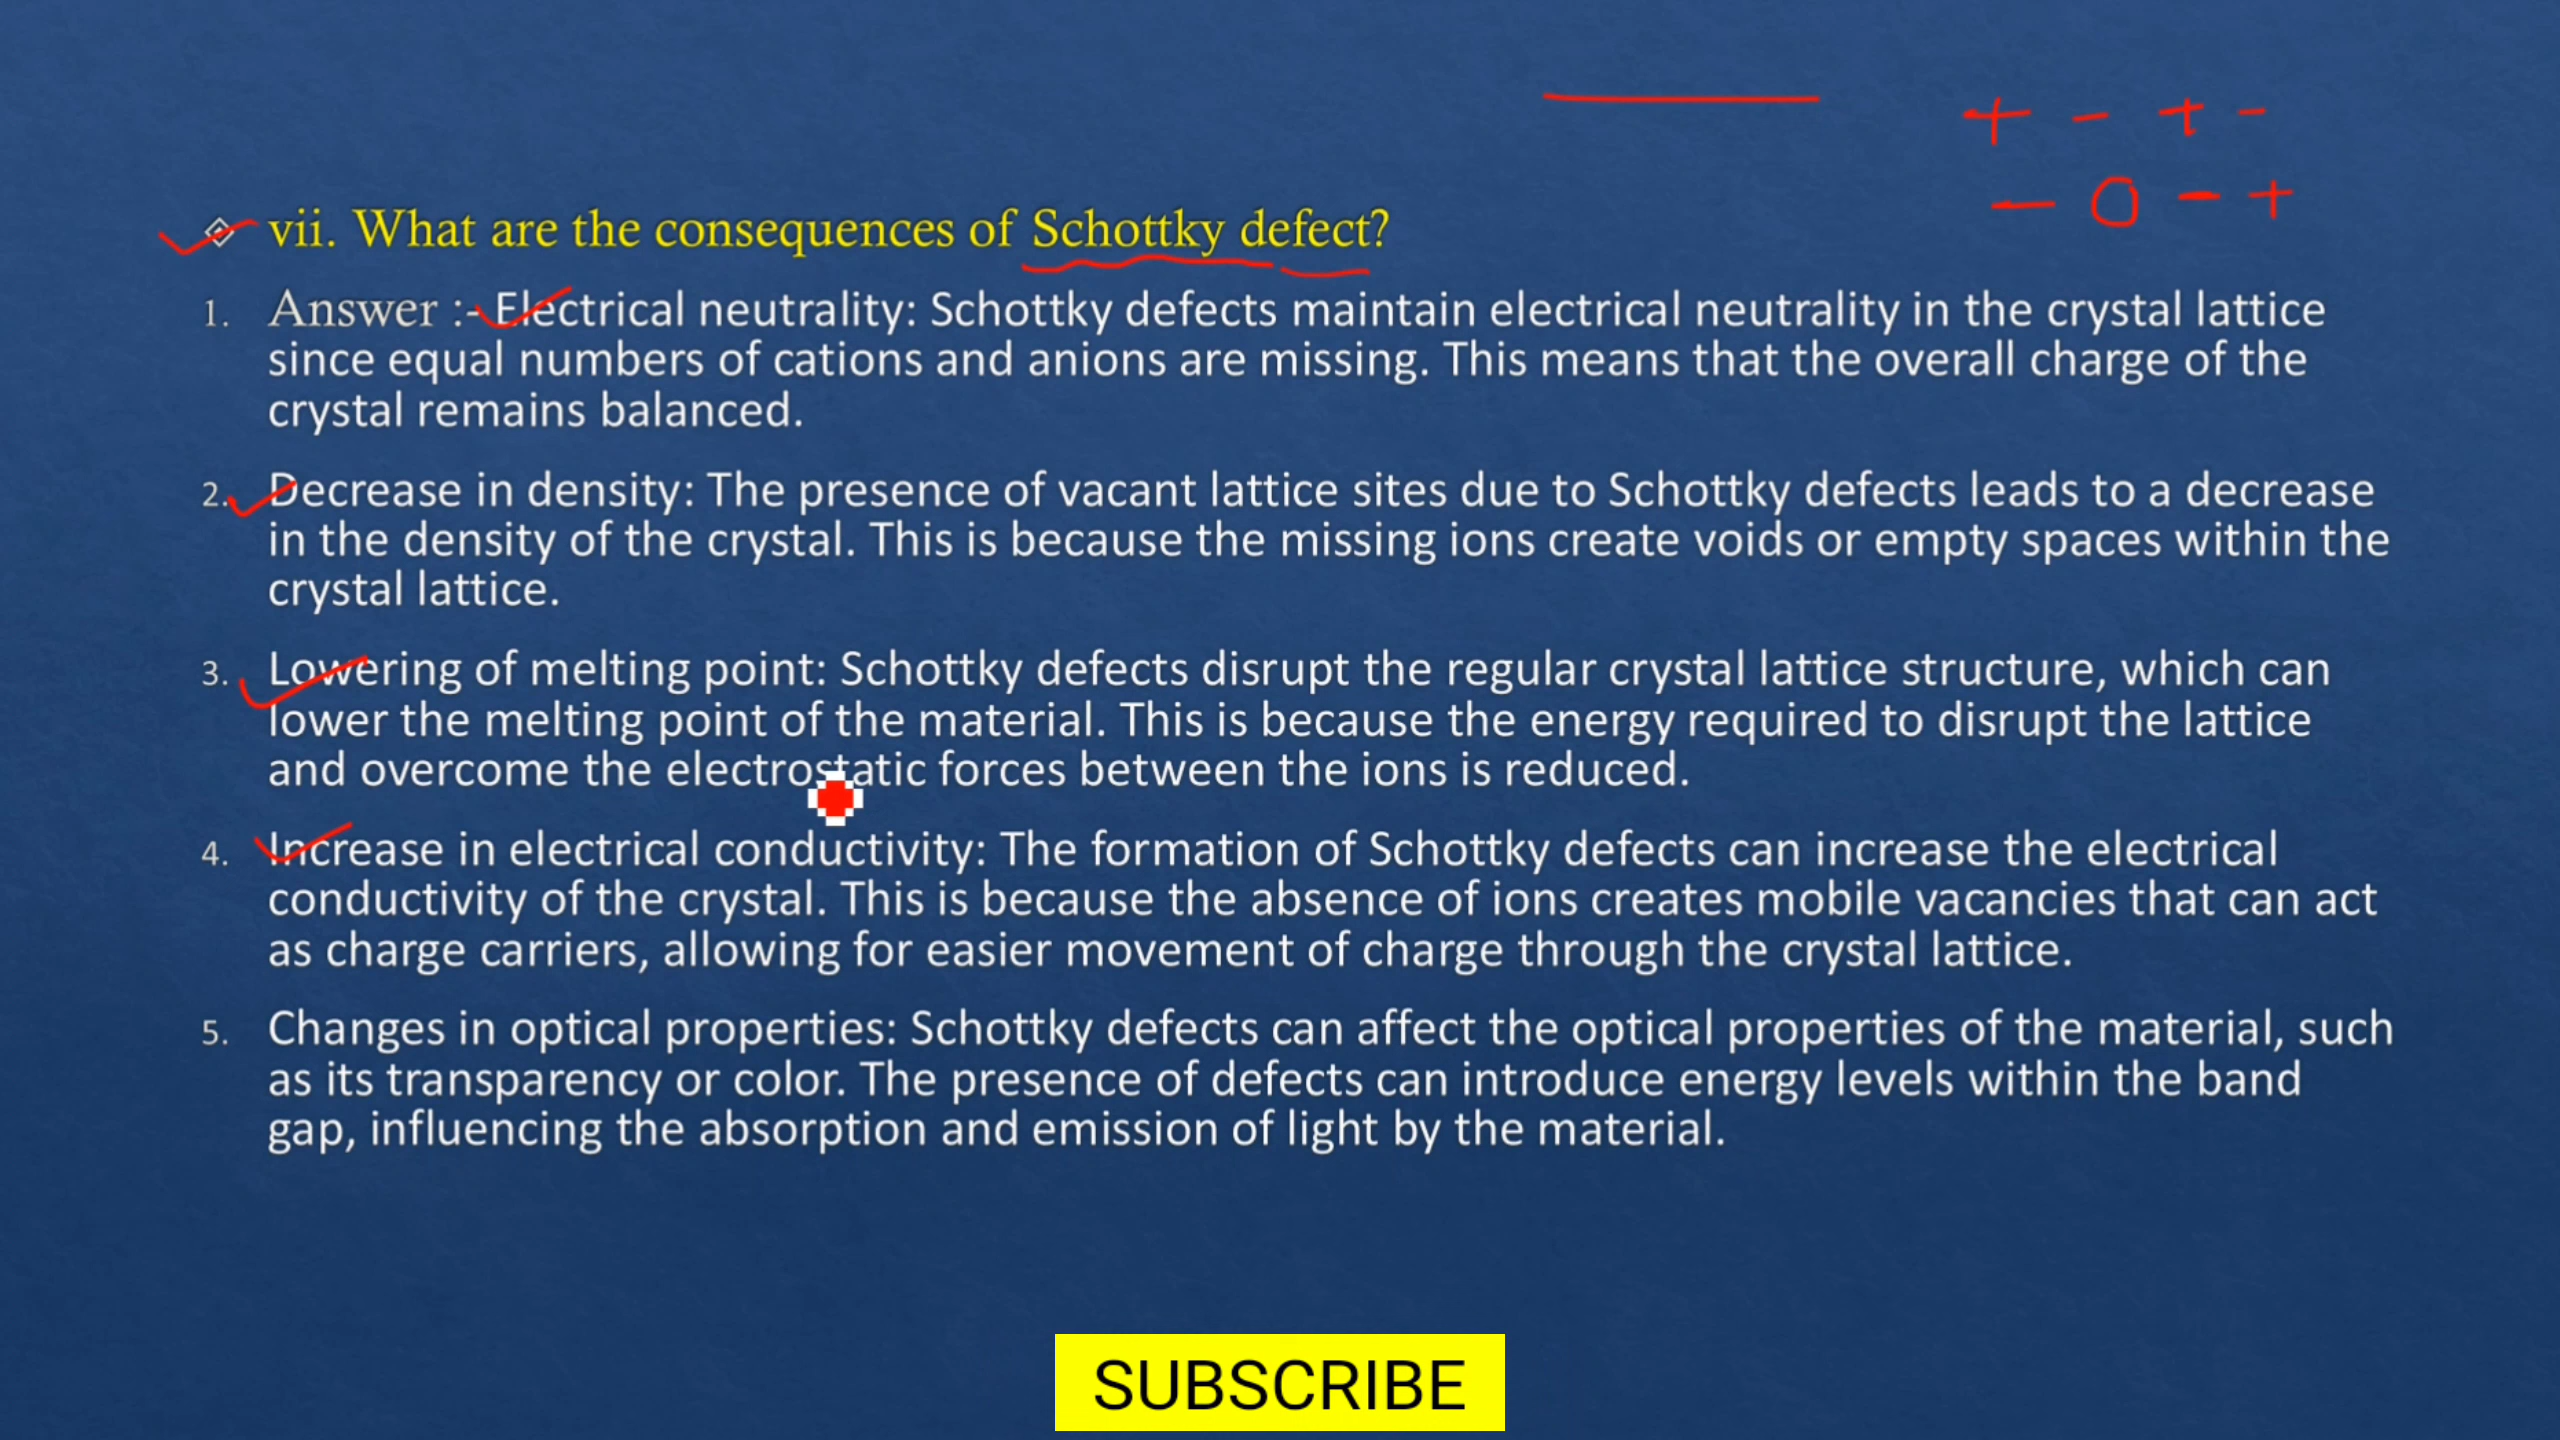 + - + -
- O - +
vii. What are the consequences of Schottky defect?
1. Answer :- Electrical neutrality: Schottky defects maintain electrical neutrality in the crystal lattice
since equal numbers of cations and anions are missing. This means that the overall charge of the
crystal remains balanced.
2. Decrease in density: The presence of vacant lattice sites due to Schottky defects leads to a decrease
in the density of the crystal. This is because the missing ions create voids or empty spaces within the
crystal lattice.
3. Lowering of melting point: Schottky defects disrupt the regular crystal lattice structure, which can
lower the melting point of the material. This is because the energy required to disrupt the lattice
and overcome the electrostatic forces between the ions is reduced.
4. Increase in electrical conductivity: The formation of Schottky defects can increase the electrical
conductivity of the crystal. This is because the absence of ions creates mobile vacancies that can act
as charge carriers, allowing for easier movement of charge through the crystal lattice.
5. Changes in optical properties: Schottky defects can affect the optical properties of the material, such
as its transparency or color. The presence of defects can introduce energy levels within the band
gap, influencing the absorption and emission of light by the material.
SUBSCRIBE